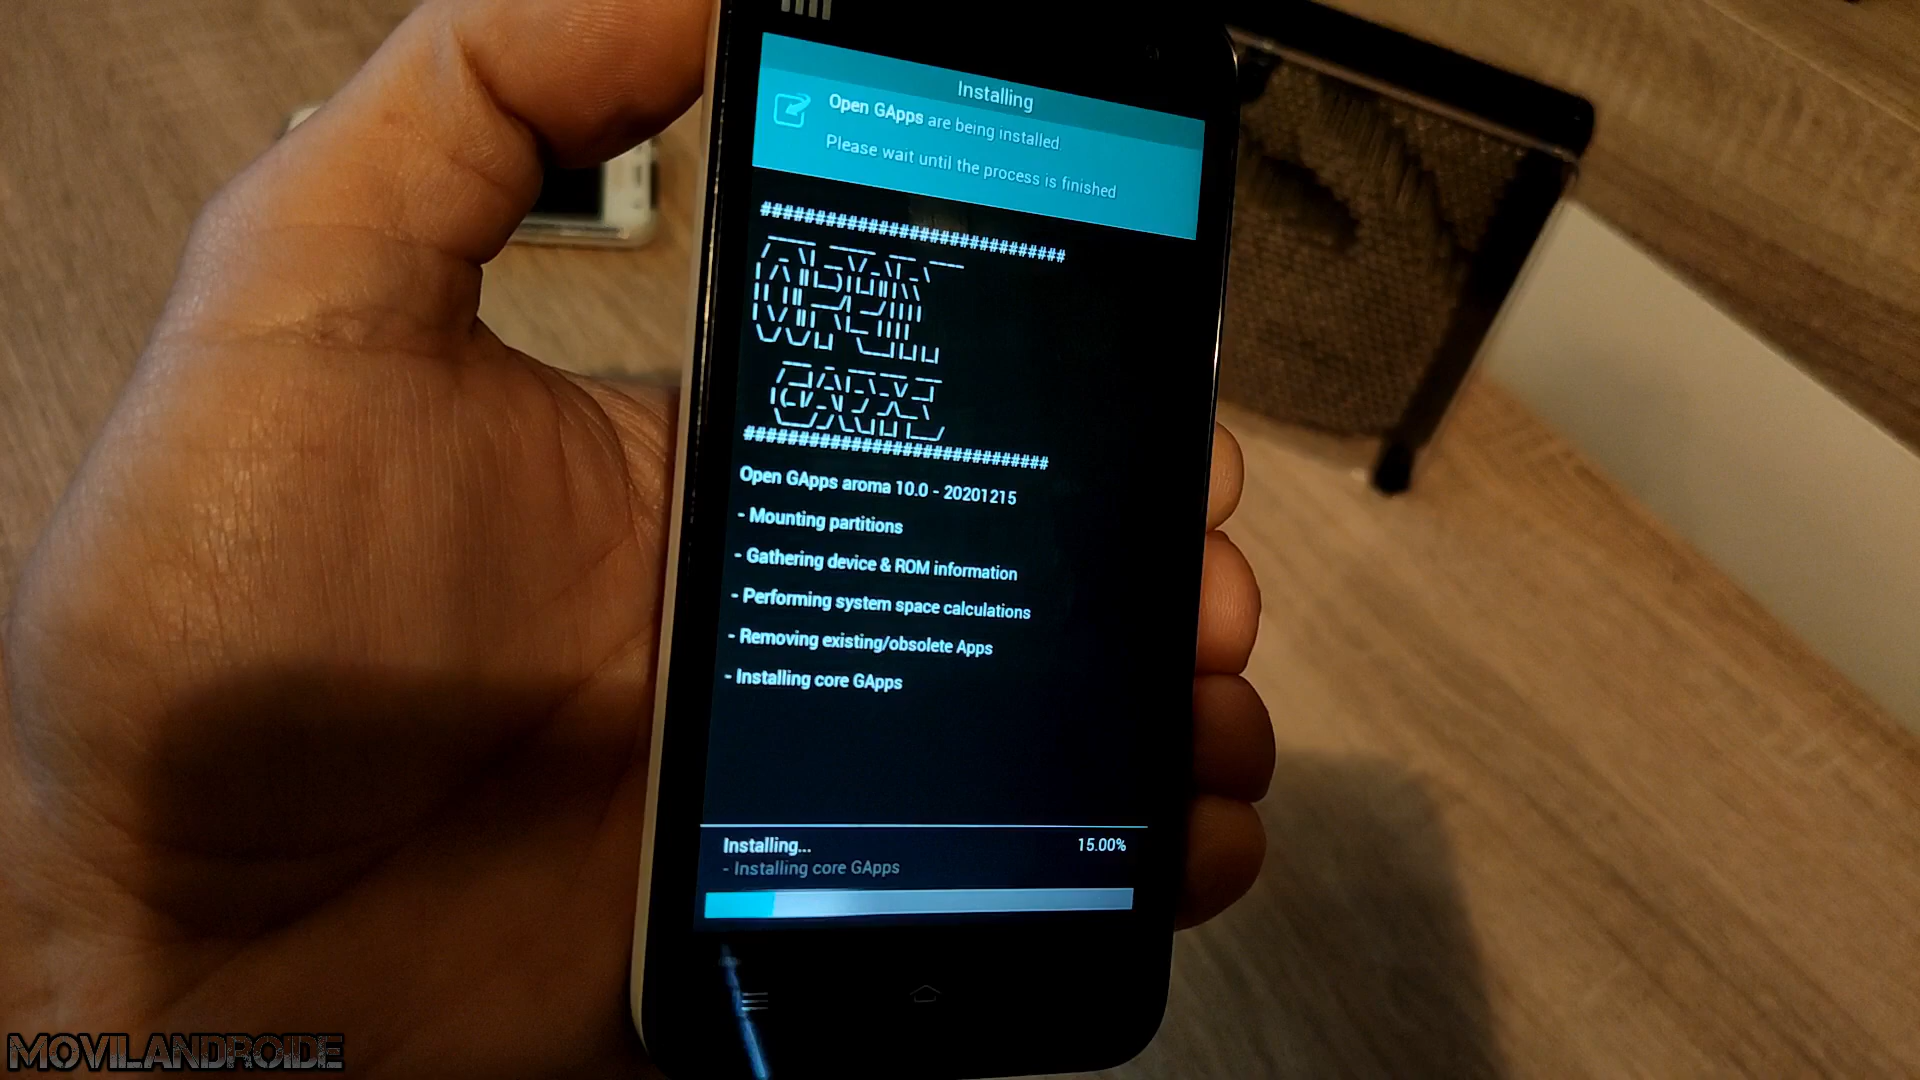 Installing
Open GApps are being installed.
Please wait until the process is finished
############################
Open
GApps
############################
Open GApps aroma 10.0 - 20201215
- Mounting partitions
- Gathering device & ROM information
- Performing system space calculations
- Removing existing/obsolete Apps
- Installing core GApps
Installing... 15.00%
- Installing core GApps
MOVILANDROIDE